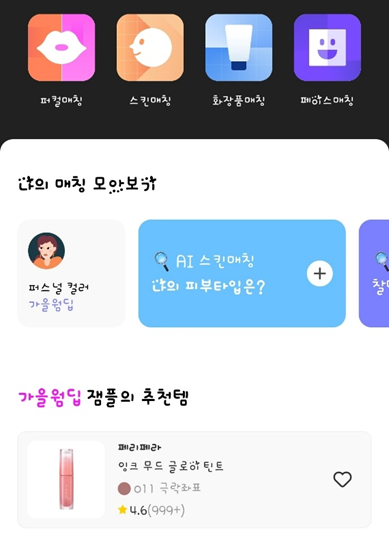 퍼컬매칭
스킨매칭
화장품매칭
페이스매칭
나의 매칭 모아보기
퍼스널 컬러
가을웜딥
AI 스킨매칭
나의 피부타입은?
찰떡
가을웜딥 잼플의 추천템
페리페라
잉크 무드 글로이 틴트
011 극락좌표
4.6(999+)